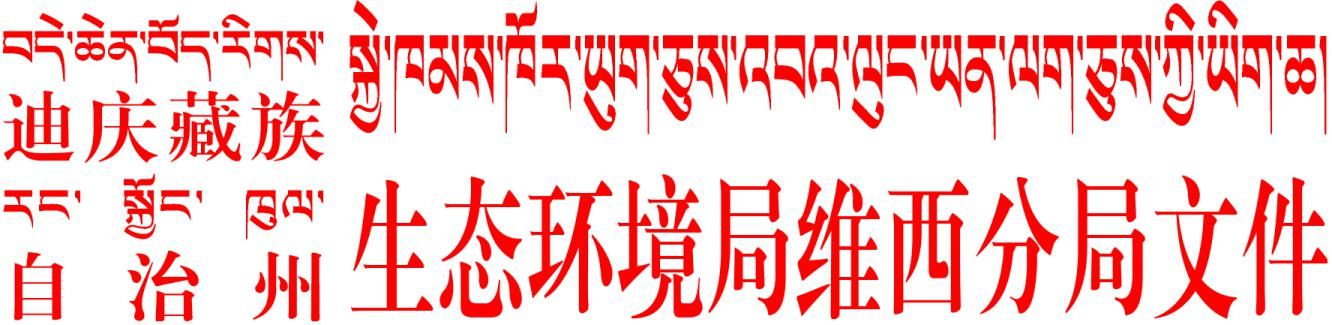 བདེ་ཆེན་བོད་རིགས་
迪庆藏族
རང་ སྐྱོང་ ཁུལ་
自治州
སྐྱེ་ཁམས་ཁོར་ཡུག་ཅུས་འབའ་ལུང་ཡན་ལག་ཅུས་ཀྱི་ཡིག་ཆ།
生态环境局维西分局文件